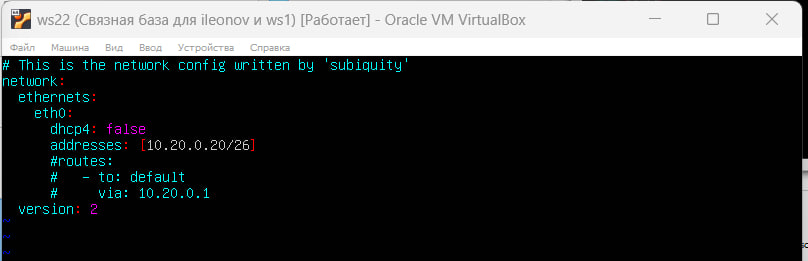 ws22 (Связная база для ileonov и ws1) [Работает] - Oracle VM VirtualBox
Файл Машина Вид Ввод Устройства Справка
# This is the network config written by 'subiquity'
network:
  ethernets:
    eth0:
      dhcp4: false
      addresses: [10.20.0.20/26]
      #routes:
      #   - to: default
      #     via: 10.20.0.1
  version: 2
~
~
~